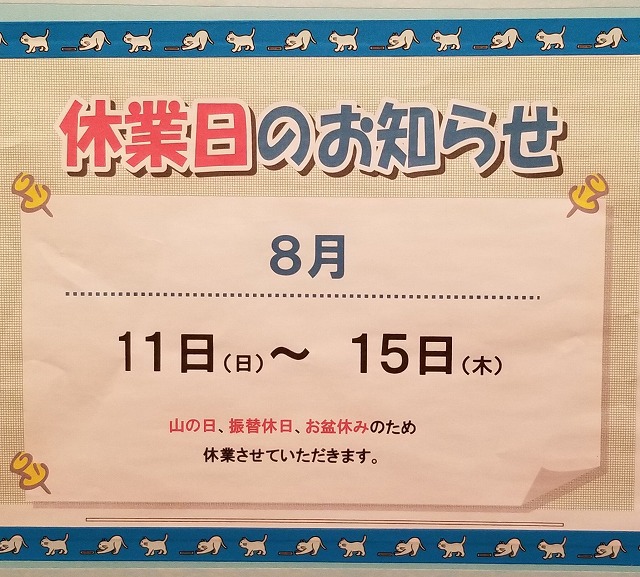 休業日のお知らせ
8月
11日(日)～ 15日(木)
山の日、振替休日、お盆休みのため
休業させていただきます。